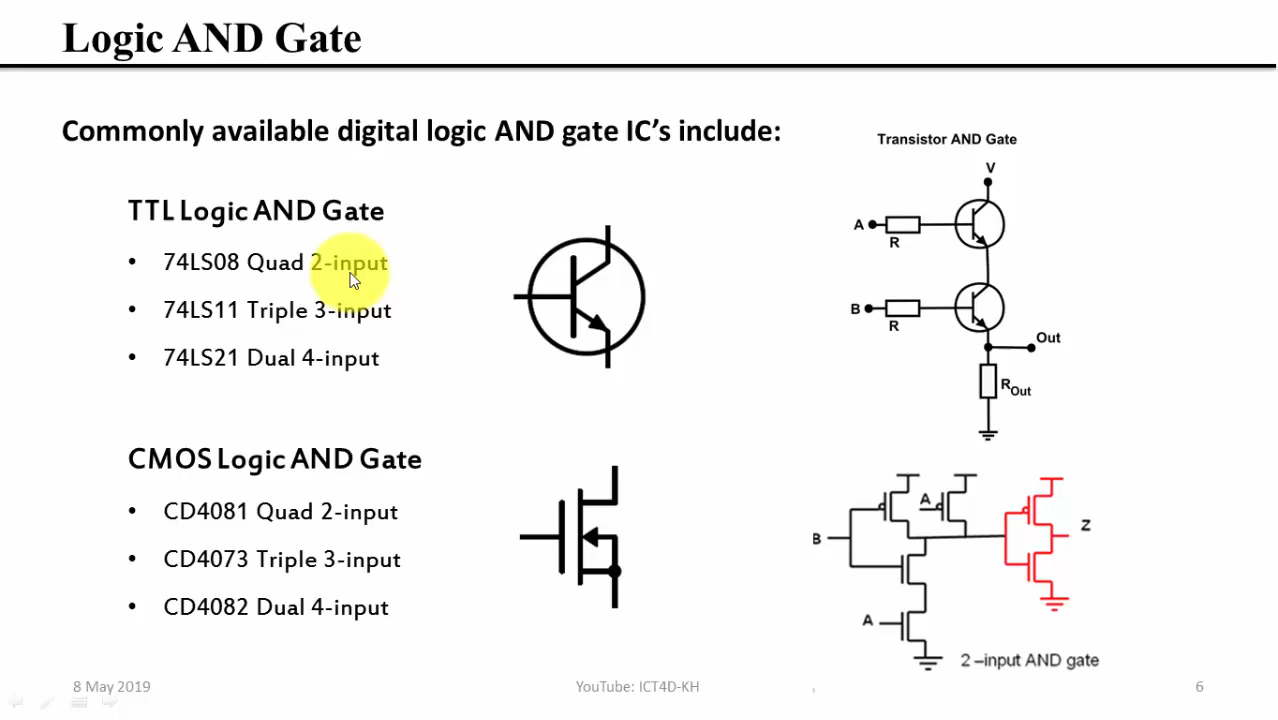 Logic AND Gate
Commonly available digital logic AND gate IC's include:
TTL Logic AND Gate
• 74LS08 Quad 2-input
• 74LS11 Triple 3-input
• 74LS21 Dual 4-input
CMOS Logic AND Gate
• CD4081 Quad 2-input
• CD4073 Triple 3-input
• CD4082 Dual 4-input
Transistor AND Gate
V
A
R
B
R
Out
ROut
A
B
Z
A
2 –input AND gate
8 May 2019
YouTube: ICT4D-KH
6